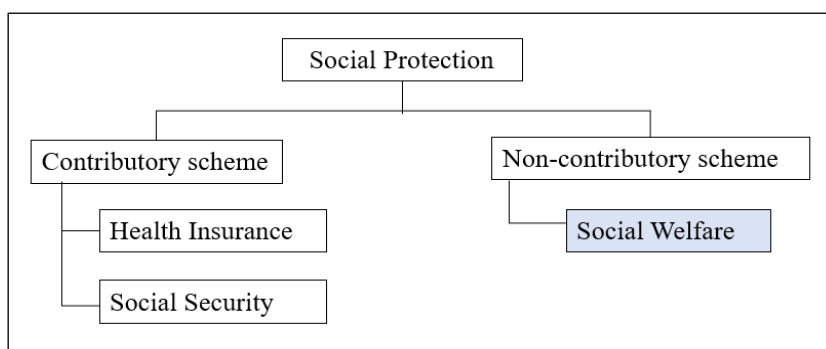 Social Protection
Contributory scheme
Non-contributory scheme
Health Insurance
Social Welfare
Social Security